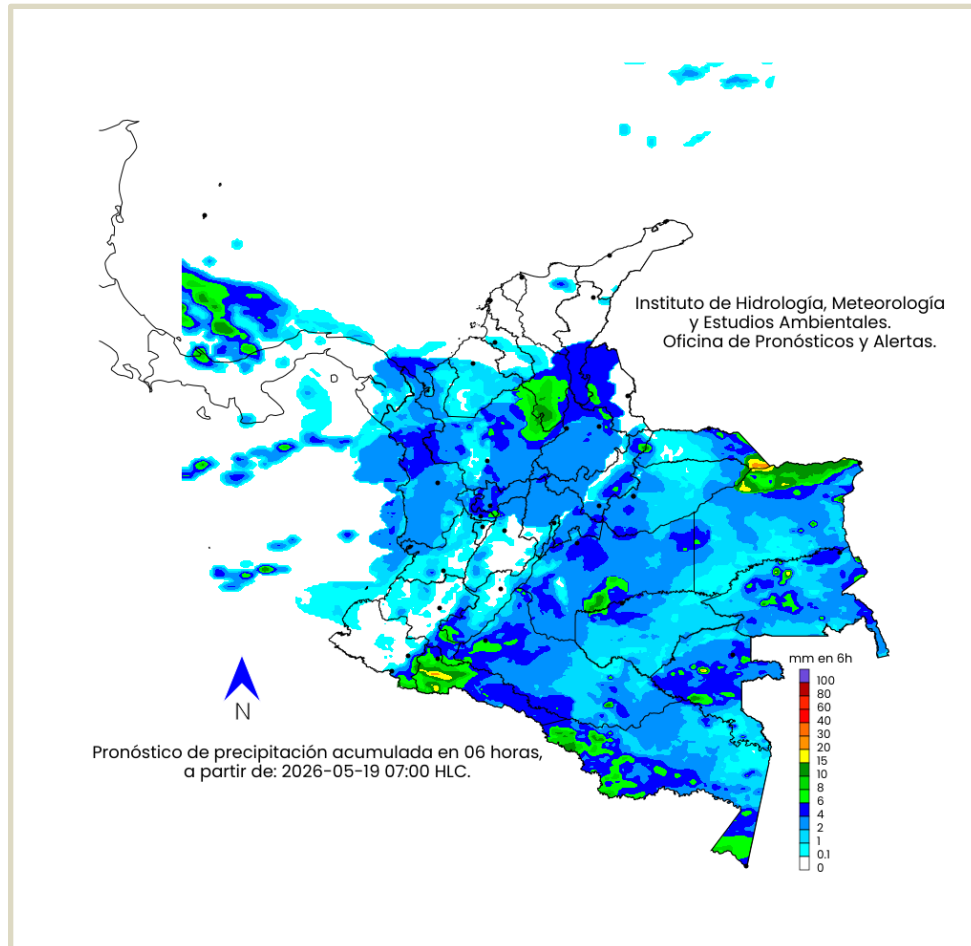 Instituto de Hidrología, Meteorología
y Estudios Ambientales.
Oficina de Pronósticos y Alertas.
N
Pronóstico de precipitación acumulada en 06 horas,
a partir de: 2026-05-19 07:00 HLC.
mm en 6h
100
80
60
40
30
20
15
10
8
6
4
2
1
0.1
0